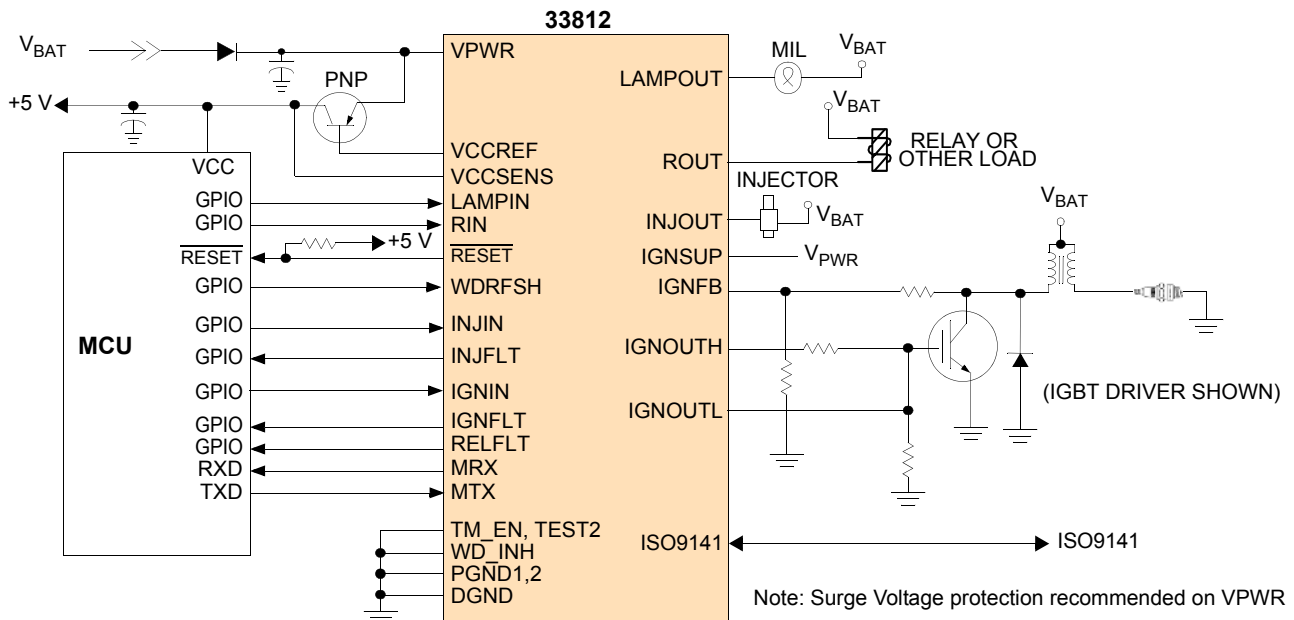 33812
VBAT
VPWR
MIL
VBAT
LAMPOUT
PNP
+5 V
VBAT
RELAY OR
OTHER LOAD
VCC
VCCREF
ROUT
VCCSENS
INJECTOR
GPIO
LAMPIN
VBAT
GPIO
RIN
INJOUT
VBAT
+5 V
RESET
RESET
IGNSUP
VPWR
GPIO
WDRFSH
IGNFB
GPIO
INJIN
MCU
GPIO
INJFLT
IGNOUTH
GPIO
IGNIN
(IGBT DRIVER SHOWN)
GPIO
IGNFLT
IGNOUTL
GPIO
RELFLT
RXD
MRX
TXD
MTX
TM_EN, TEST2
ISO9141
ISO9141
WD_INH
PGND1,2
DGND
Note: Surge Voltage protection recommended on VPWR